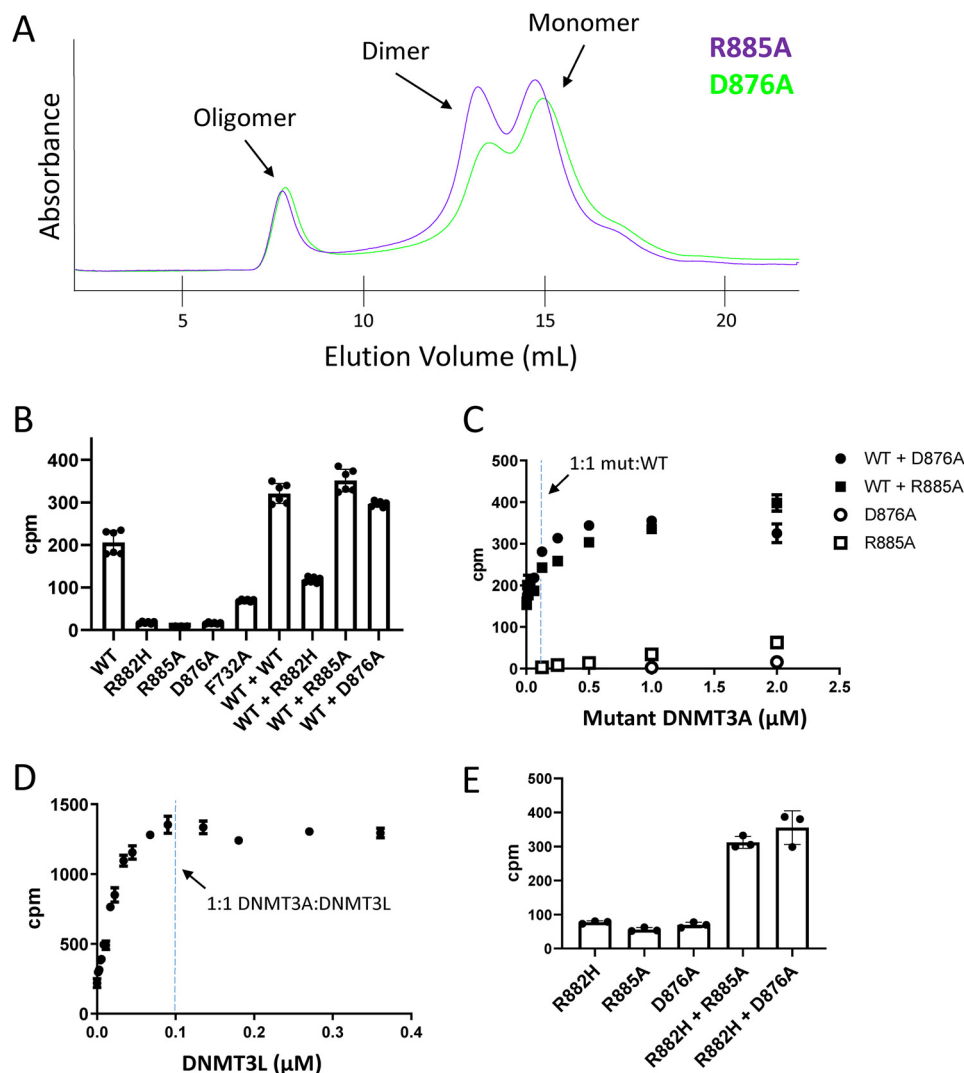 A
Oligomer
Dimer
Monomer
R885A
D876A
Absorbance
5
10
15
20
Elution Volume (mL)
B
cpm
400
300
200
100
0
WT
R882H
R885A
D876A
F732A
WT + WT
WT + R882H
WT + R885A
WT + D876A
C
cpm
500
400
300
200
100
0
1:1 mut:WT
WT + D876A
WT + R885A
D876A
R885A
0.0
0.5
1.0
1.5
2.0
2.5
Mutant DNMT3A (μM)
D
cpm
1500
1000
500
0
1:1 DNMT3A:DNMT3L
0.0
0.1
0.2
0.3
0.4
DNMT3L (μM)
E
cpm
500
400
300
200
100
0
R882H
R885A
D876A
R882H + R885A
R882H + D876A